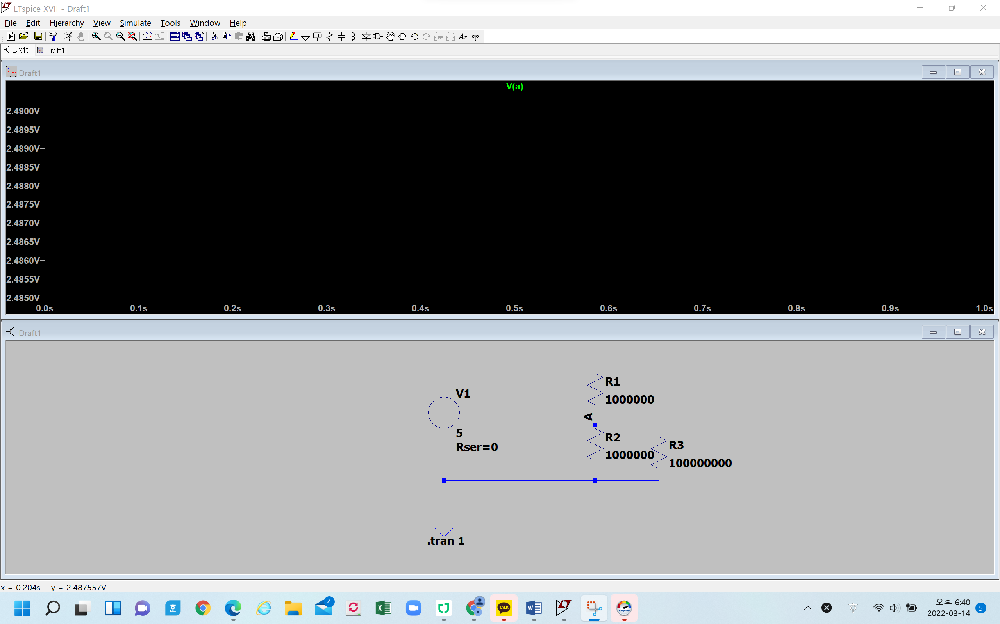 LTspice XVII - Draft1
File Edit Hierarchy View Simulate Tools Window Help
Draft1 Draft1
Draft1
V(a)
2.4900V
2.4895V
2.4890V
2.4885V
2.4880V
2.4875V
2.4870V
2.4865V
2.4860V
2.4855V
2.4850V
0.0s 0.1s 0.2s 0.3s 0.4s 0.5s 0.6s 0.7s 0.8s 0.9s 1.0s
Draft1
R1
1000000
V1
A
5
Rser=0
R2
1000000
R3
100000000
.tran 1
x = 0.204s y = 2.487557V
4
TALK
오후 6:40
2022-03-14
5